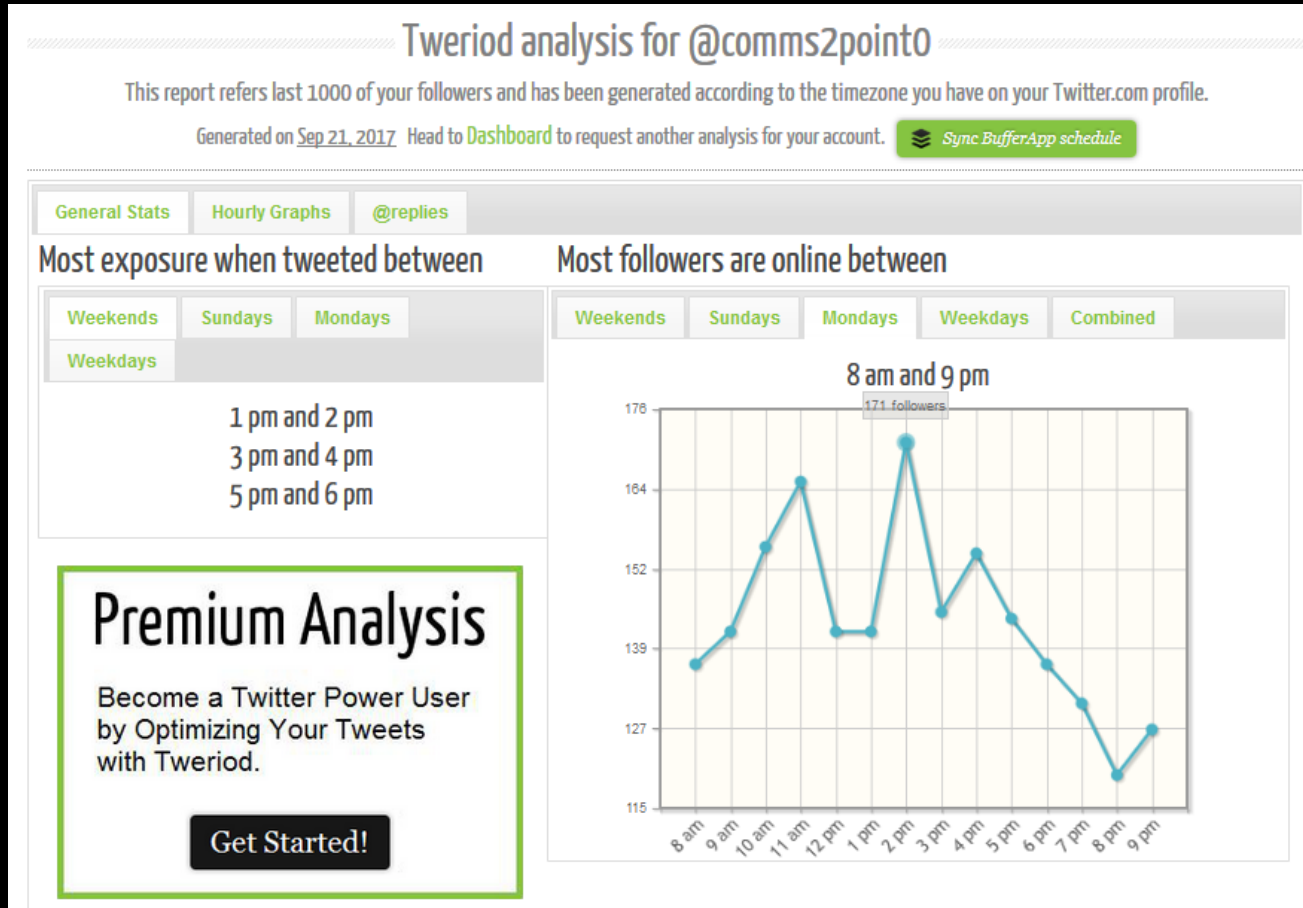 Tweriod analysis for @comms2point0
This report refers last 1000 of your followers and has been generated according to the timezone you have on your Twitter.com profile.
Generated on Sep 21, 2017 Head to Dashboard to request another analysis for your account. Sync BufferApp schedule
General Stats Hourly Graphs @replies
Most exposure when tweeted between
Weekends Sundays Mondays
Weekdays
1 pm and 2 pm
3 pm and 4 pm
5 pm and 6 pm
Premium Analysis
Become a Twitter Power User
by Optimizing Your Tweets
with Tweriod.
Get Started!
Most followers are online between
Weekends Sundays Mondays Weekdays Combined
8 am and 9 pm
171 followers
176
164
152
139
127
115
8 am 9 am 10 am 11 am 12 pm 1 pm 2 pm 3 pm 4 pm 5 pm 6 pm 7 pm 8 pm 9 pm